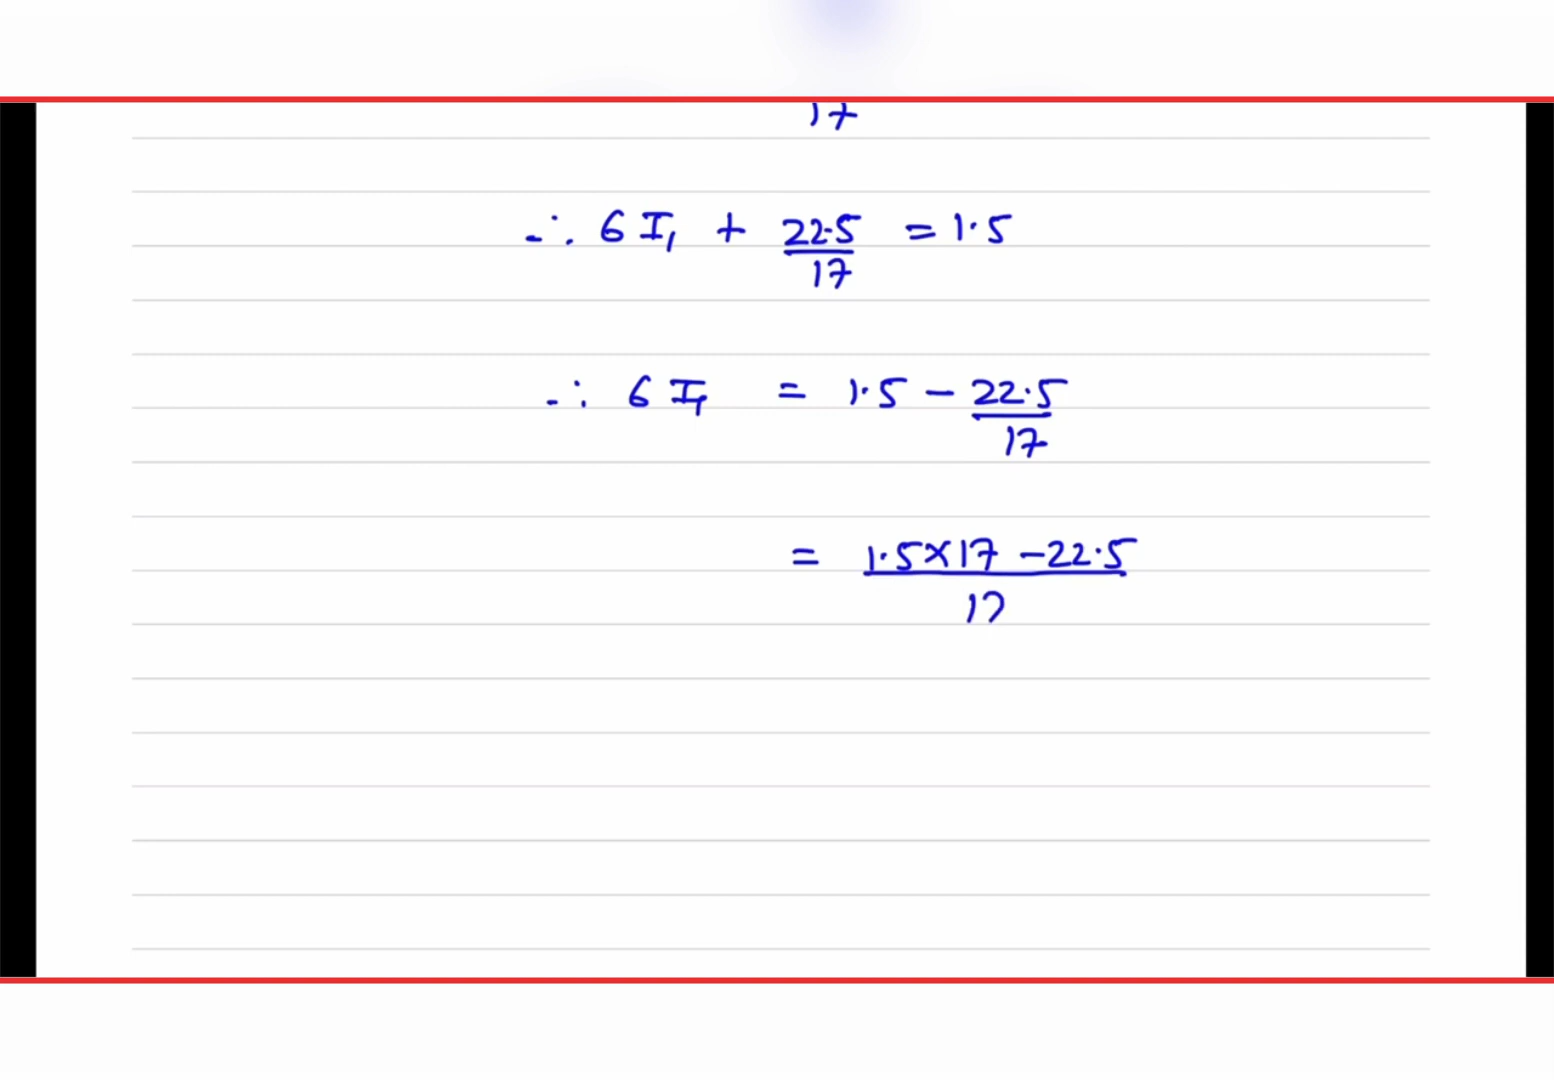 17
∴ 6 I₁ + 22.5/17 = 1.5
∴ 6 I₁ = 1.5 − 22.5/17
= 1.5×17 −22.5/17